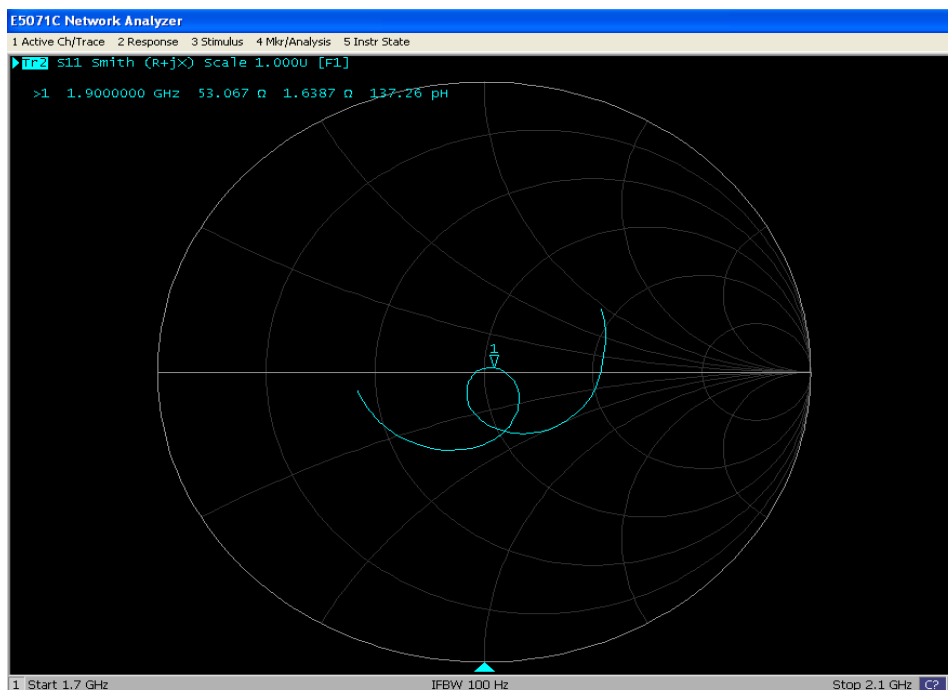 E5071C Network Analyzer
1 Active Ch/Trace 2 Response 3 Stimulus 4 Mkr/Analysis 5 Instr State
Tr2 S11 Smith (R+jX) Scale 1.000U [F1]
>1 1.9000000 GHz 53.067 Ω 1.6387 Ω 137.26 pH
1
1 Start 1.7 GHz IFBW 100 Hz Stop 2.1 GHz C?